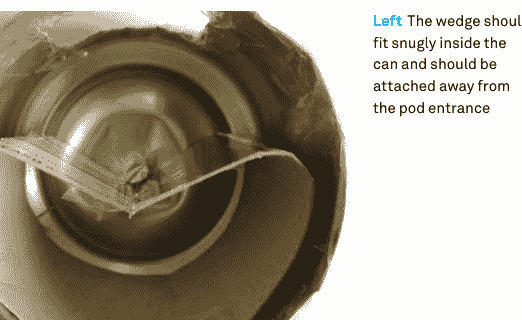 Left The wedge shoul
fit snugly inside the
can and should be
attached away from
the pod entrance